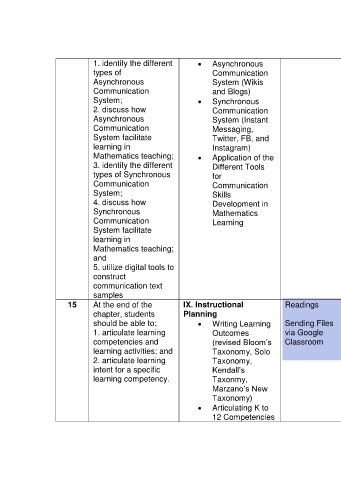 1. identify the different
types of
Asynchronous
Communication
System;
2. discuss how
Asynchronous
Communication
System facilitate
learning in
Mathematics teaching;
3. identify the different
types of Synchronous
Communication
System;
4. discuss how
Synchronous
Communication
System facilitate
learning in
Mathematics teaching;
and
5. utilize digital tools to
construct
communication text
samples
• Asynchronous
Communication
System (Wikis
and Blogs)
• Synchronous
Communication
System (Instant
Messaging,
Twitter, FB, and
Instagram)
• Application of the
Different Tools
for
Communication
Skills
Development in
Mathematics
Learning
15
At the end of the
chapter, students
should be able to:
1. articulate learning
competencies and
learning activities; and
2. articulate learning
intent for a specific
learning competency.
IX. Instructional
Planning
• Writing Learning
Outcomes
(revised Bloom's
Taxonomy, Solo
Taxonomy,
Kendall's
Taxonmy,
Marzano's New
Taxonomy)
• Articulating K to
12 Competencies
Readings
Sending Files
via Google
Classroom